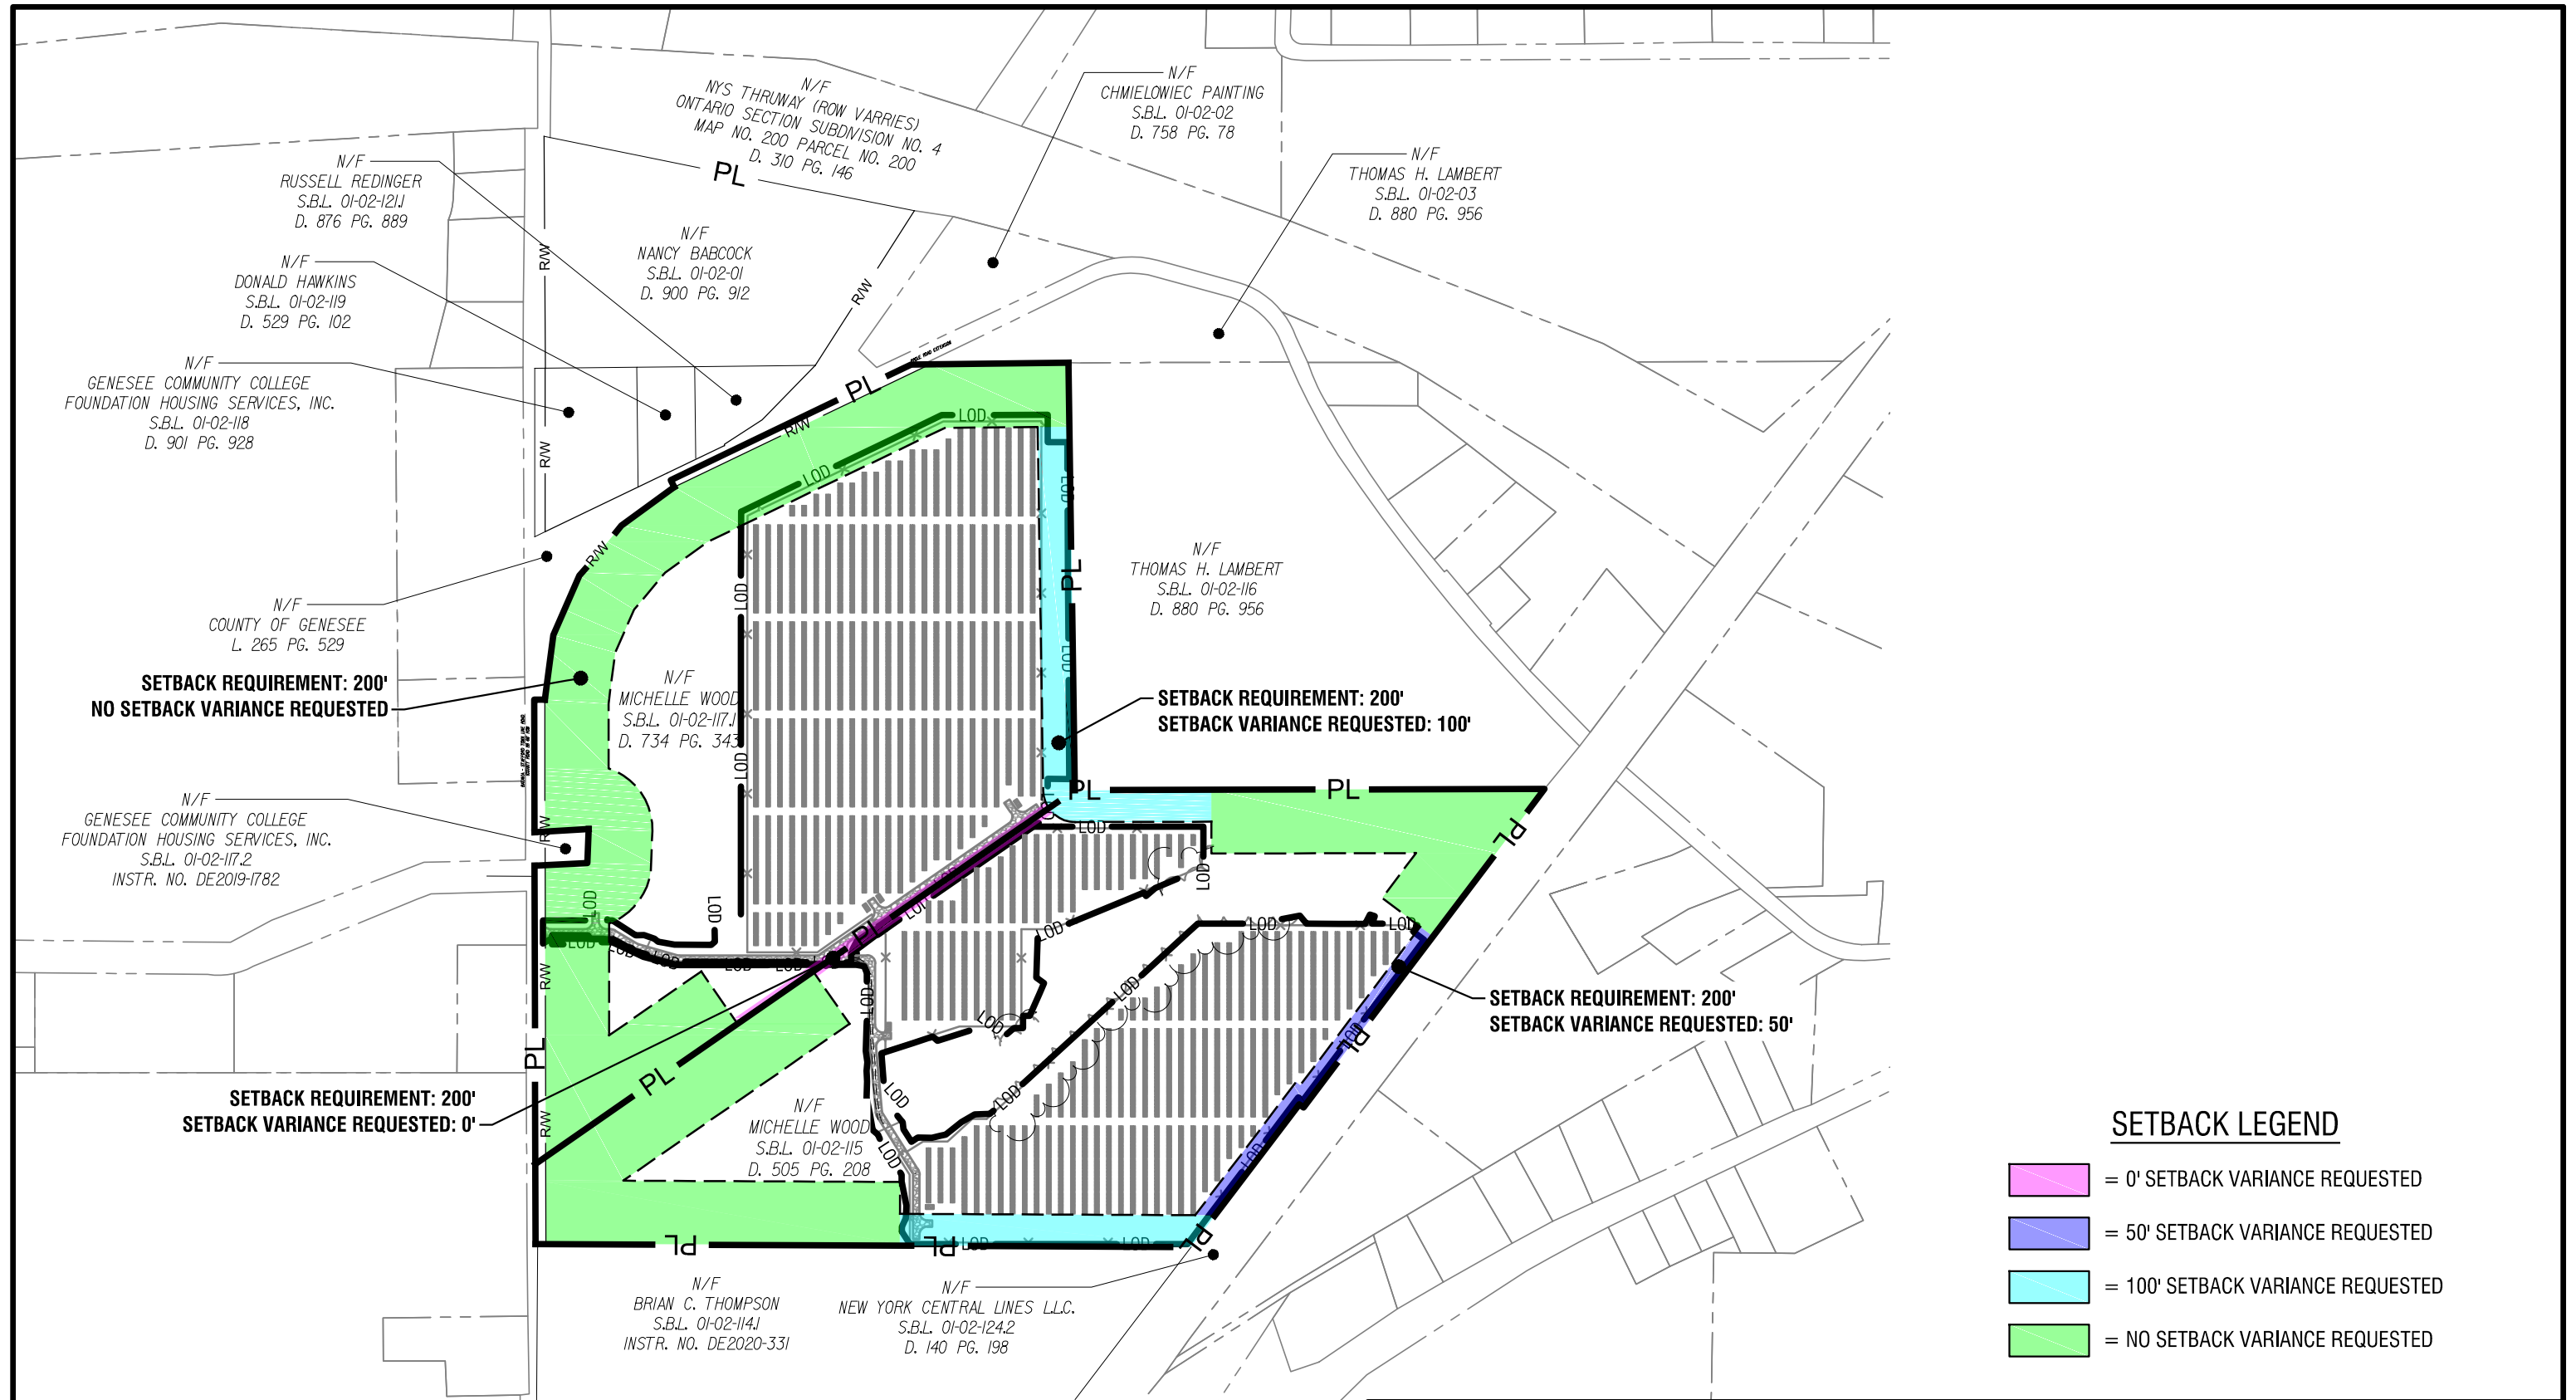 N/F
NYS THRUWAY (ROW VARRIES)
ONTARIO SECTION SUBDIVISION NO. 4
MAP NO. 200 PARCEL NO. 200
D. 310 PG. 146
PL
N/F
CHMIELOWIEC PAINTING
S.B.L. 01-02-02
D. 758 PG. 78
N/F
THOMAS H. LAMBERT
S.B.L. 01-02-03
D. 880 PG. 956
N/F
RUSSELL REDINGER
S.B.L. 01-02-121.1
D. 876 PG. 889
N/F
NANCY BABCOCK
S.B.L. 01-02-01
D. 900 PG. 912
R/W
R/W
N/F
DONALD HAWKINS
S.B.L. 01-02-119
D. 529 PG. 102
N/F
GENESEE COMMUNITY COLLEGE
FOUNDATION HOUSING SERVICES, INC.
S.B.L. 01-02-118
D. 901 PG. 928
R/W
PL
R/W
LOD
LOD
LOD
R/W
N/F
THOMAS H. LAMBERT
S.B.L. 01-02-116
D. 880 PG. 956
PL
LOD
LOD
N/F
COUNTY OF GENESEE
L. 265 PG. 529
SETBACK REQUIREMENT: 200'
NO SETBACK VARIANCE REQUESTED
N/F
MICHELLE WOOD
S.B.L. 01-02-117.1
D. 734 PG. 343
LOD
SETBACK REQUIREMENT: 200'
SETBACK VARIANCE REQUESTED: 100'
PL
PL
PL
N/F
GENESEE COMMUNITY COLLEGE
FOUNDATION HOUSING SERVICES, INC.
S.B.L. 01-02-117.2
INSTR. NO. DE2019-1782
R/W
LOD
LOD
LOD
LOD
LOD
LOD
LOD
LOD
LOD
LOD
LOD
LOD
LOD
LOD
PL
R/W
LOD
LOD
LOD
SETBACK REQUIREMENT: 200'
SETBACK VARIANCE REQUESTED: 50'
LOD
PL
PL
PL
LOD
LOD
SETBACK REQUIREMENT: 200'
SETBACK VARIANCE REQUESTED: 0'
R/W
N/F
MICHELLE WOOD
S.B.L. 01-02-115
D. 505 PG. 208
LOD
LOD
PL
PL
PL
LOD
LOD
N/F
BRIAN C. THOMPSON
S.B.L. 01-02-114.1
INSTR. NO. DE2020-331
N/F
NEW YORK CENTRAL LINES L.L.C.
S.B.L. 01-02-124.2
D. 140 PG. 198
SETBACK LEGEND
= 0' SETBACK VARIANCE REQUESTED
= 50' SETBACK VARIANCE REQUESTED
= 100' SETBACK VARIANCE REQUESTED
= NO SETBACK VARIANCE REQUESTED